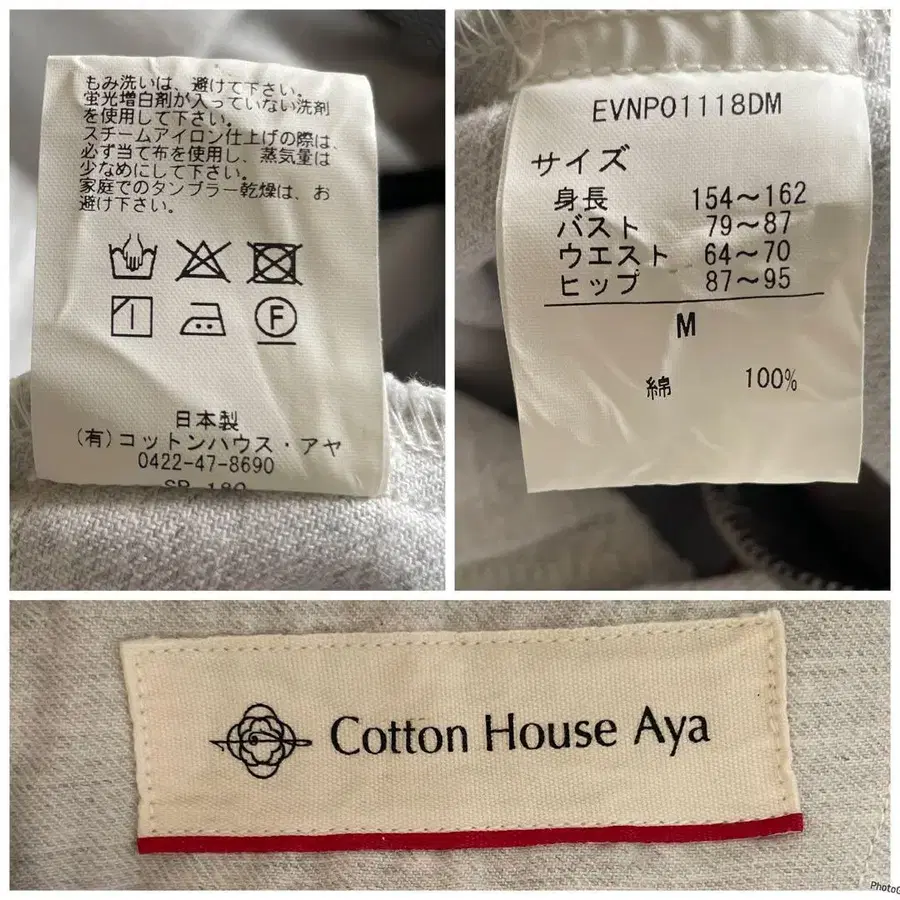 もみ洗いは、避けて下さい。
蛍光増白剤が入っていない洗剤
を使用して下さい。
スチームアイロン仕上げの際は、
必ず当て布を使用し、蒸気量は
少なめにして下さい。
家庭でのタンブラー乾燥は、お
避け下さい。
F
日本製
(有)コットンハウス・アヤ
0422-47-8690
EVNP01118DM
サイズ
身長 154〜162
バスト 79〜87
ウエスト 64〜70
ヒップ 87〜95
M
綿 100%
Cotton House Aya